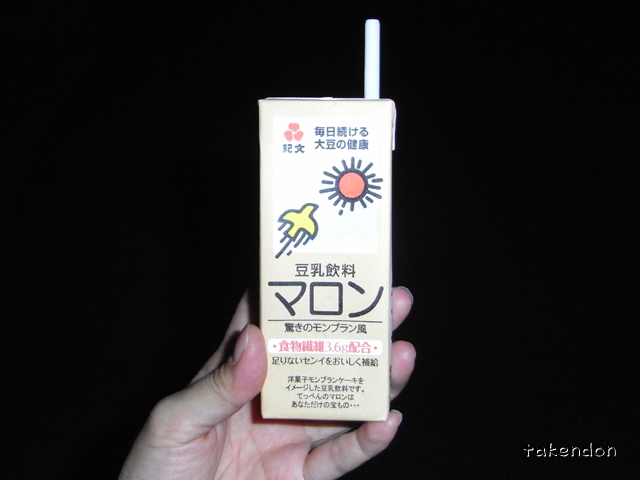 紀文
毎日続ける
大豆の健康
豆乳飲料
マロン
驚きのモンブラン風
・食物繊維3.6g配合・
足りないセンイをおいしく補給
洋菓子モンブランケーキを
イメージした豆乳飲料です。
てっぺんのマロンは
あなただけの宝もの・・・
takendon